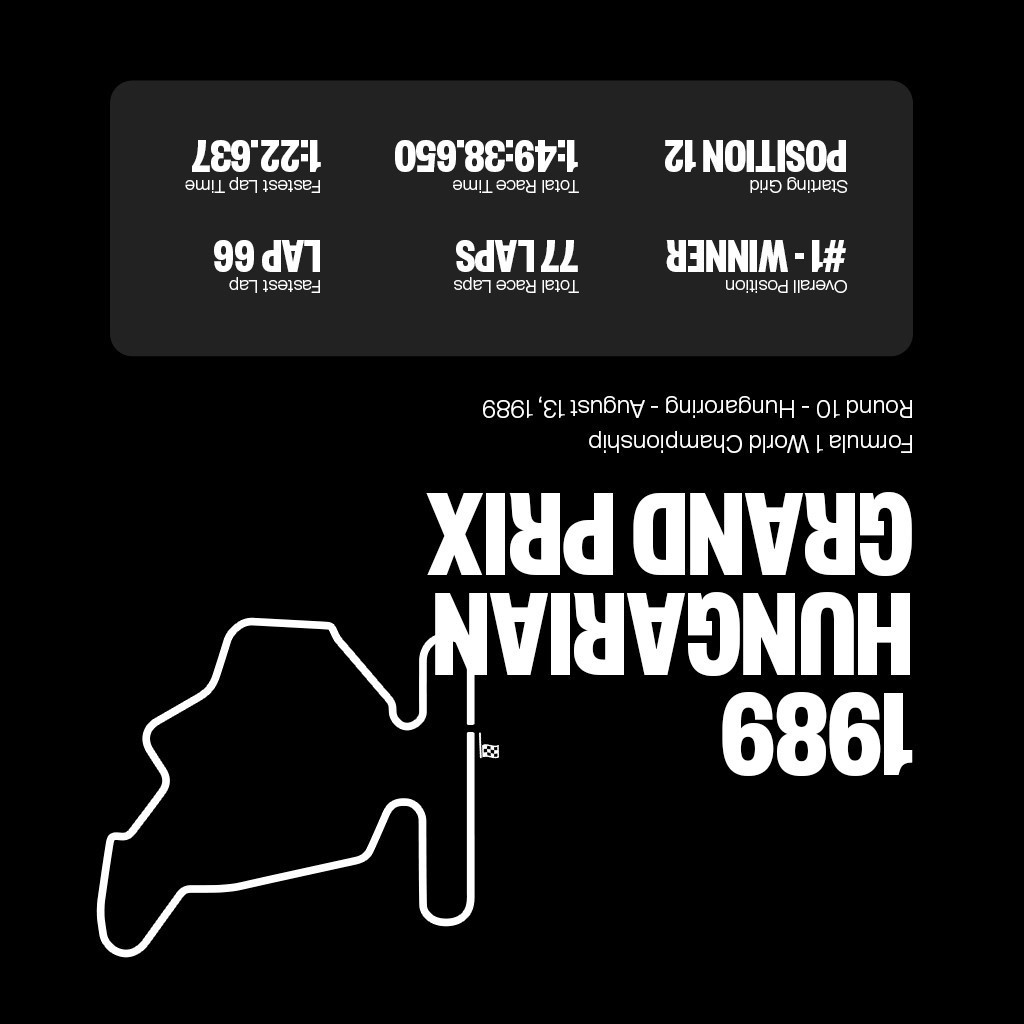 1989
HUNGARIAN
GRAND PRIX
Formula 1 World Championship
Round 10 - Hungaroring - August 13, 1989
Overall Position
#1 - WINNER
Total Race Laps
77 LAPS
Fastest Lap
LAP 66
Starting Grid
POSITION 12
Total Race Time
1:49:38.650
Fastest Lap Time
1:22.637